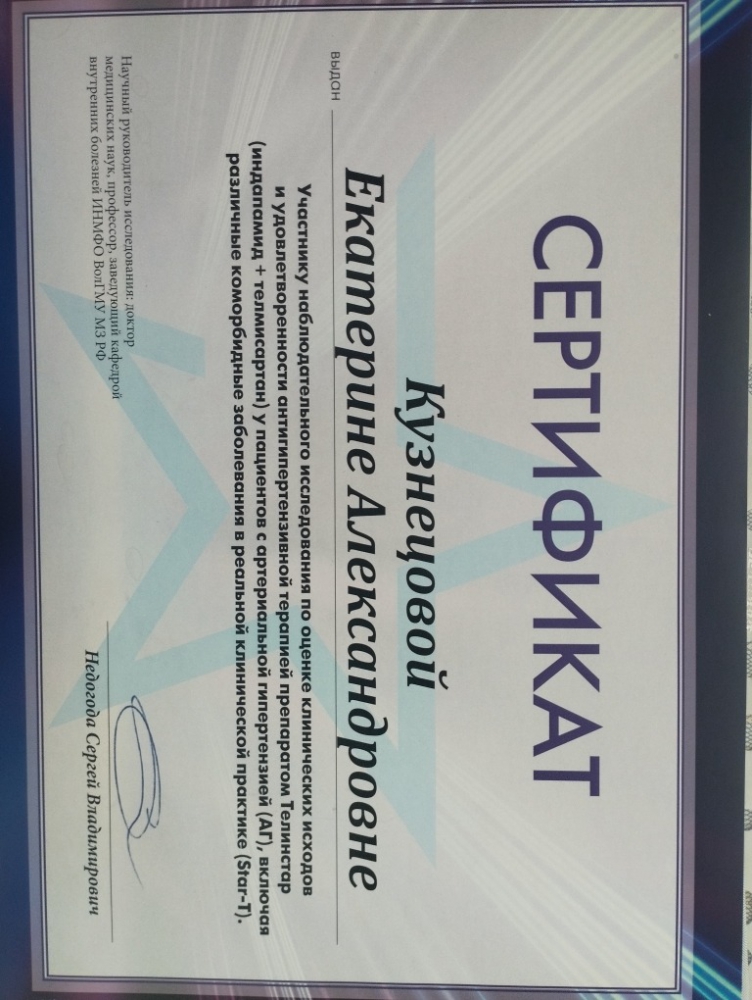 СЕРТИФИКАТ
Кузнецовой
выдан Екатерине Александровне
Участнику наблюдательного исследования по оценке клинических исходов
и удовлетворенности антигипертензивной терапией препаратом Телинстар
(индапамид + телмисартан) у пациентов с артериальной гипертензией (АГ), включая
различные коморбидные заболевания в реальной клинической практике (Star-T).
Научный руководитель исследования: доктор
медицинских наук, профессор, заведующий кафедрой
внутренних болезней ИНМФО ВолГМУ МЗ РФ
Недогода Сергей Владимирович